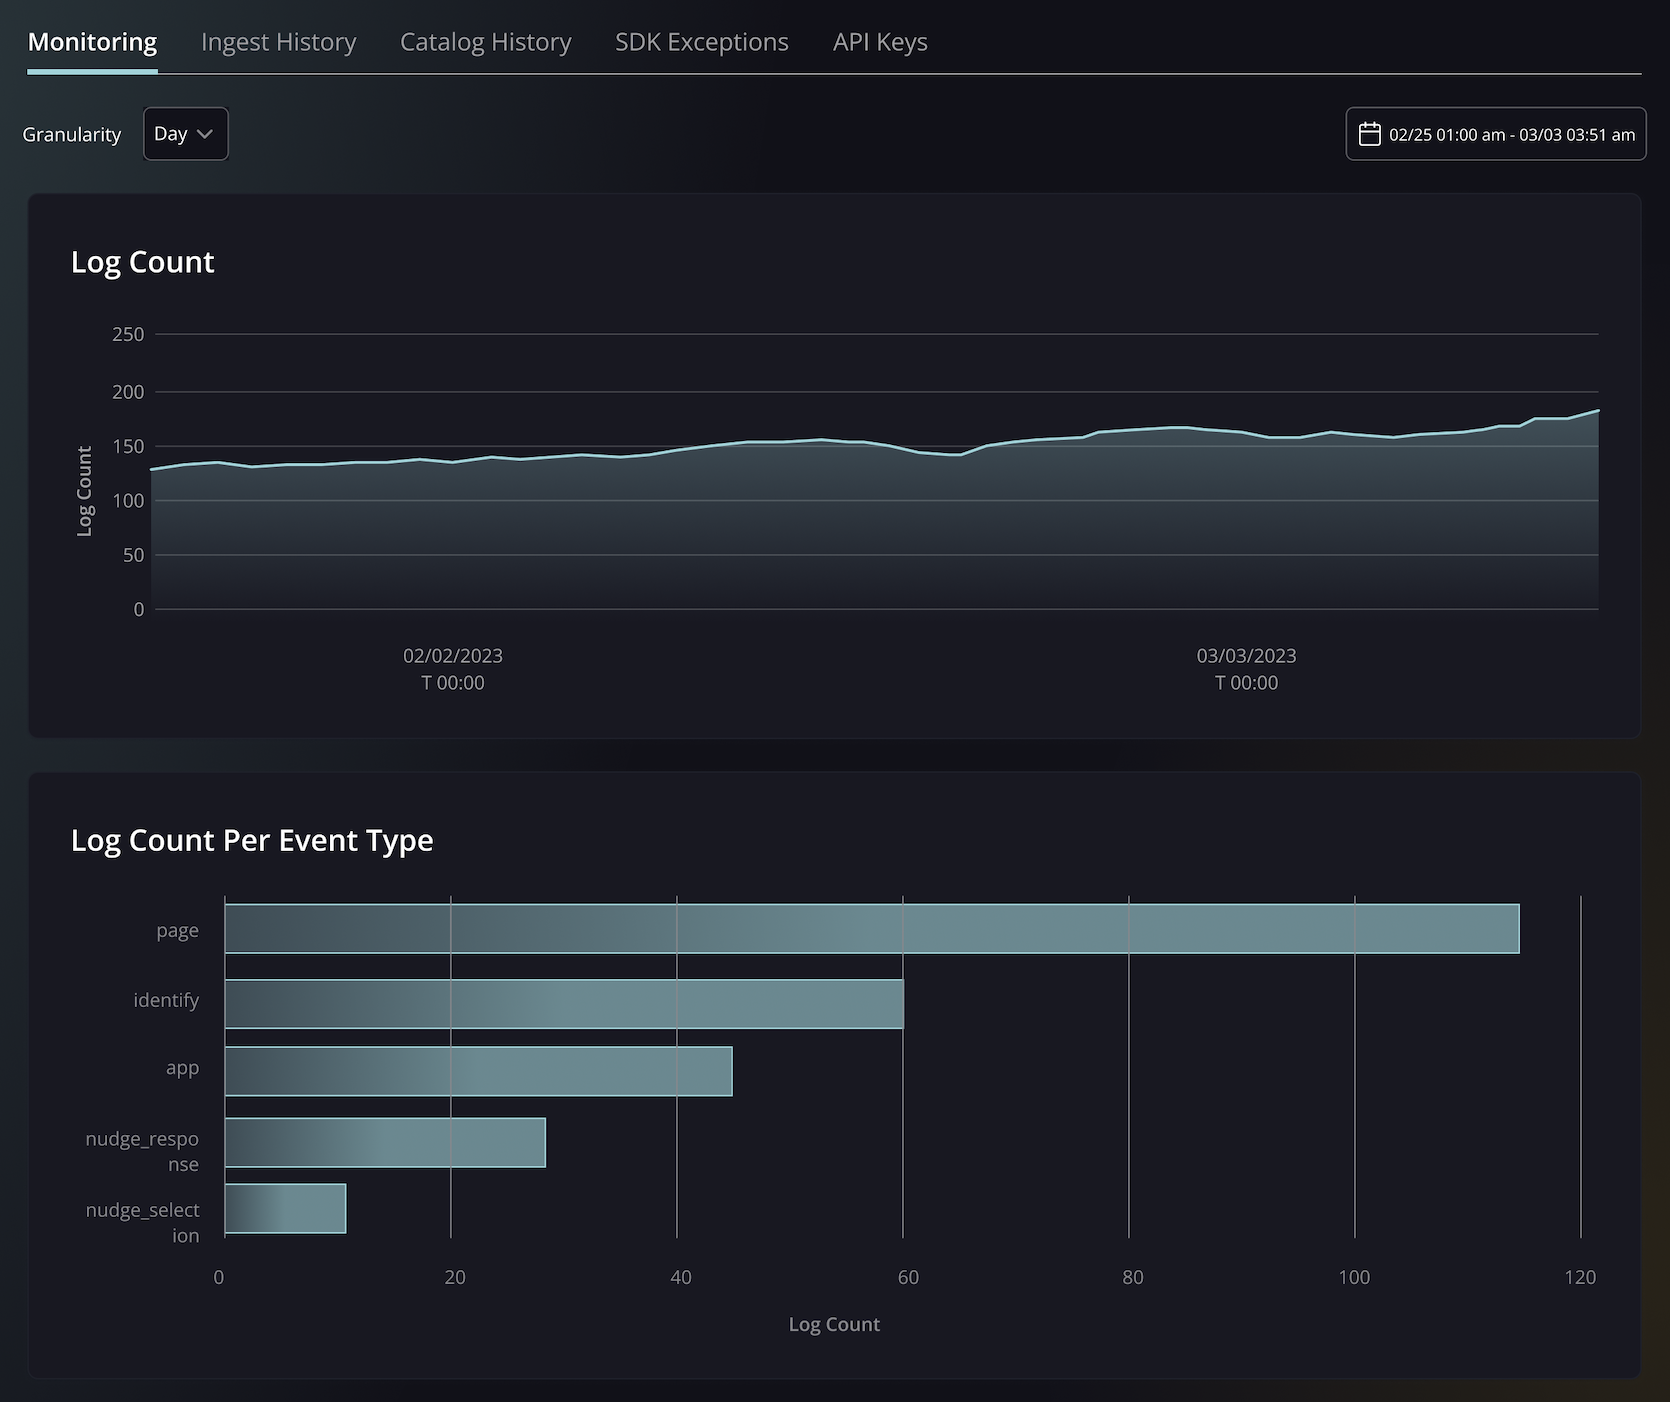 Monitoring Ingest History Catalog History SDK Exceptions API Keys
Granularity Day 02/25 01:00 am - 03/03 03:51 am
Log Count
250
200
150
100
50
0
Log Count
02/02/2023
T 00:00
03/03/2023
T 00:00
Log Count Per Event Type
page
identify
app
nudge_respo
nse
nudge_select
ion
0 20 40 60 80 100 120
Log Count